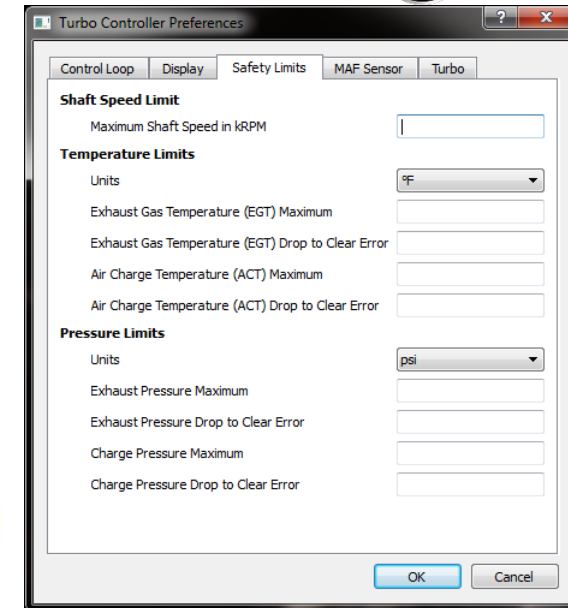 Turbo Controller Preferences
Control Loop Display Safety Limits MAF Sensor Turbo
Shaft Speed Limit
Maximum Shaft Speed in kRPM
Temperature Limits
Units °F
Exhaust Gas Temperature (EGT) Maximum
Exhaust Gas Temperature (EGT) Drop to Clear Error
Air Charge Temperature (ACT) Maximum
Air Charge Temperature (ACT) Drop to Clear Error
Pressure Limits
Units psi
Exhaust Pressure Maximum
Exhaust Pressure Drop to Clear Error
Charge Pressure Maximum
Charge Pressure Drop to Clear Error
OK Cancel